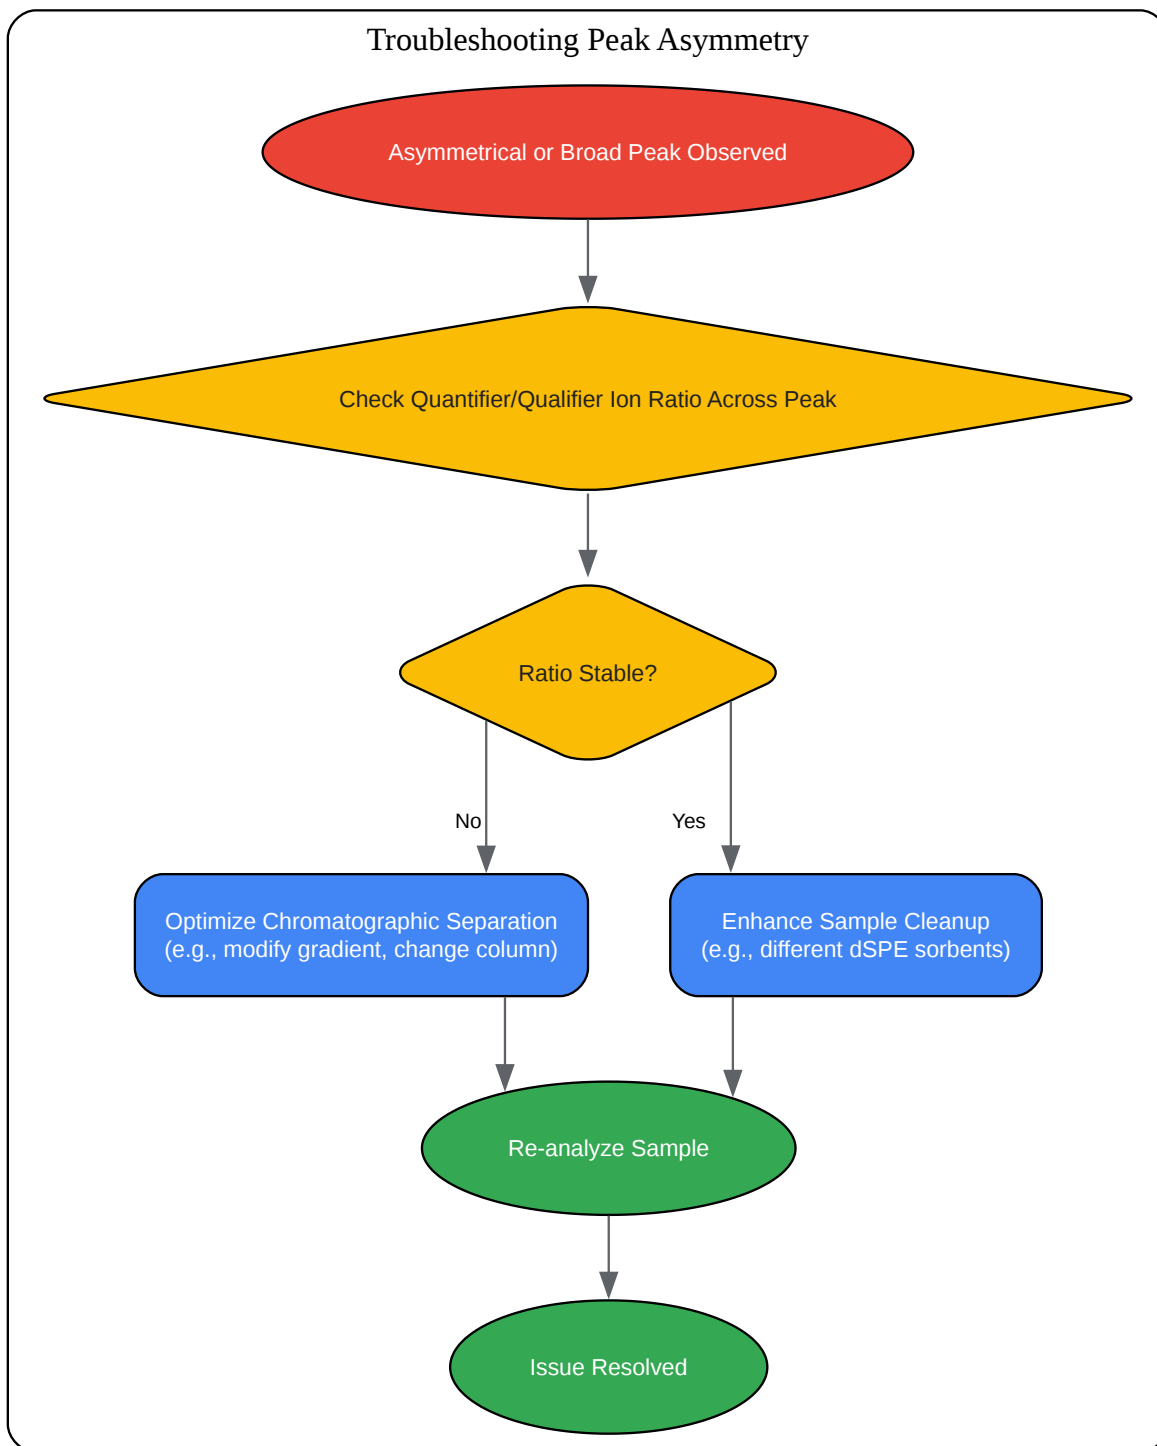 Troubleshooting Peak Asymmetry
Asymmetrical or Broad Peak Observed
Check Quantifier/Qualifier Ion Ratio Across Peak
Ratio Stable?
No
Yes
Optimize Chromatographic Separation
(e.g., modify gradient, change column)
Enhance Sample Cleanup
(e.g., different dSPE sorbents)
Re-analyze Sample
Issue Resolved